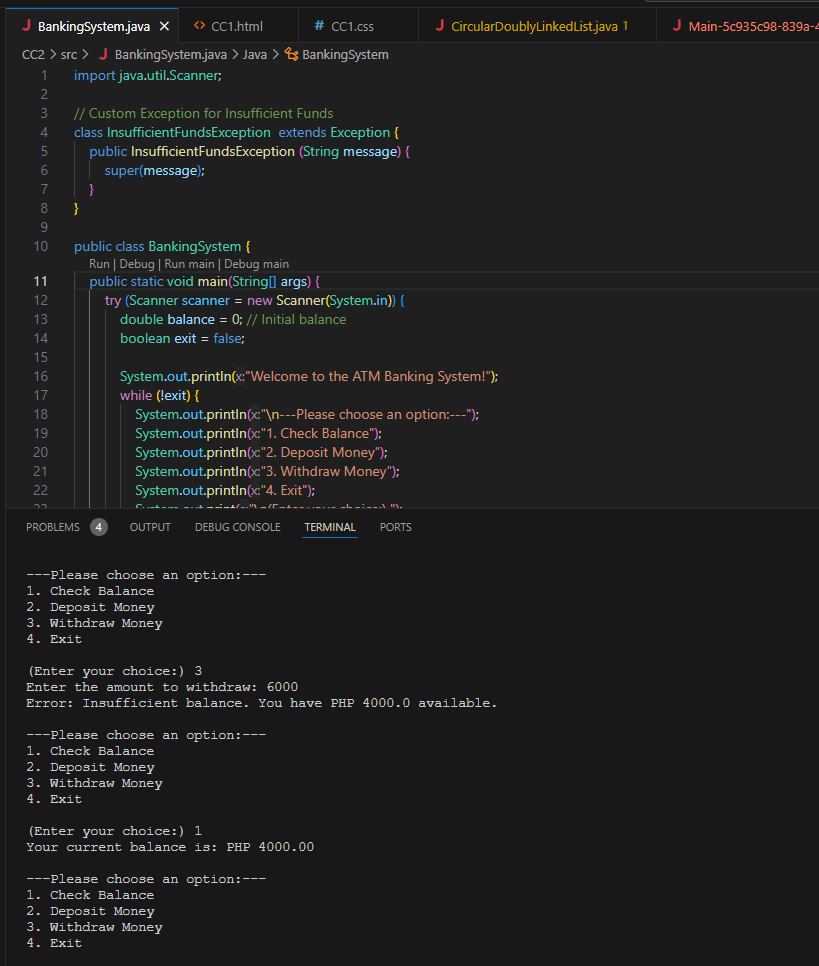 BankingSystem.java CC1.html CC1.css CircularDoublyLinkedList.java 1 Main-5c935c98-839a-4
CC2 > src > BankingSystem.java > Java > BankingSystem
1 import java.util.Scanner;
2
3 // Custom Exception for Insufficient Funds
4 class InsufficientFundsException  extends Exception {
5 public InsufficientFundsException (String message) {
6 super(message);
7 }
8 }
9
10 public class BankingSystem {
Run | Debug | Run main | Debug main
11 public static void main(String[] args) {
12 try (Scanner scanner = new Scanner(System.in)) {
13 double balance = 0; // Initial balance
14 boolean exit = false;
15
16 System.out.println(x:"Welcome to the ATM Banking System!");
17 while (!exit) {
18 System.out.println(x:"\n---Please choose an option:---");
19 System.out.println(x:"1. Check Balance");
20 System.out.println(x:"2. Deposit Money");
21 System.out.println(x:"3. Withdraw Money");
22 System.out.println(x:"4. Exit");
23 System.out.print(x:"\n(Enter your choice:) ");
PROBLEMS 4 OUTPUT DEBUG CONSOLE TERMINAL PORTS
---Please choose an option:---
1. Check Balance
2. Deposit Money
3. Withdraw Money
4. Exit
(Enter your choice:) 3
Enter the amount to withdraw: 6000
Error: Insufficient balance. You have PHP 4000.0 available.
---Please choose an option:---
1. Check Balance
2. Deposit Money
3. Withdraw Money
4. Exit
(Enter your choice:) 1
Your current balance is: PHP 4000.00
---Please choose an option:---
1. Check Balance
2. Deposit Money
3. Withdraw Money
4. Exit